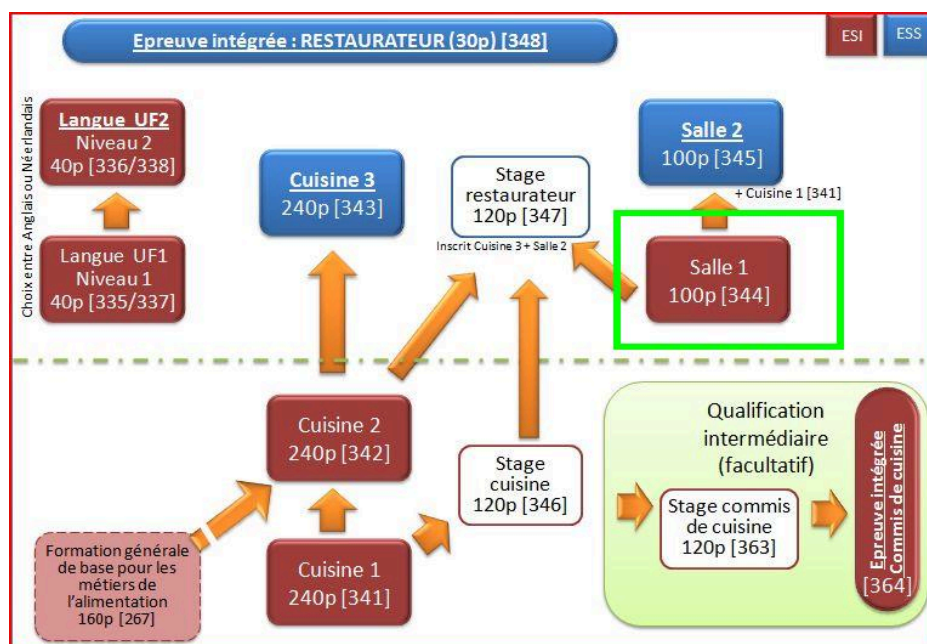 Epreuve intégrée : RESTAURATEUR (30p) [348]
ESI
ESS
Choix entre Anglais ou Néerlandais
Langue UF2
Niveau 2
40p [336/338]
Langue UF1
Niveau 1
40p [335/337]
Cuisine 3
240p [343]
Stage
restaurateur
120p [347]
Inscrit Cuisine 3 + Salle 2
Salle 2
100p [345]
+ Cuisine 1 [341]
Salle 1
100p [344]
Cuisine 2
240p [342]
Stage
cuisine
120p [346]
Formation générale
de base pour les
métiers de
l’alimentation
160p [267]
Cuisine 1
240p [341]
Qualification
intermédiaire
(facultatif)
Stage commis
de cuisine
120p [363]
Epreuve intégrée
Commis de cuisine
[364]